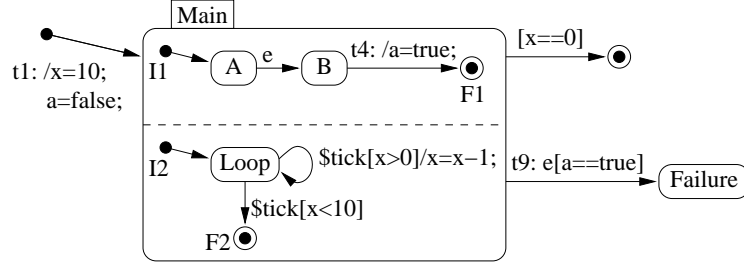 Main
t1: /x=10;
a=false;
I1
A
e
B
t4: /a=true;
F1
[x==0]
I2
Loop
$tick[x>0]/x=x−1;
$tick[x<10]
F2
t9: e[a==true]
Failure